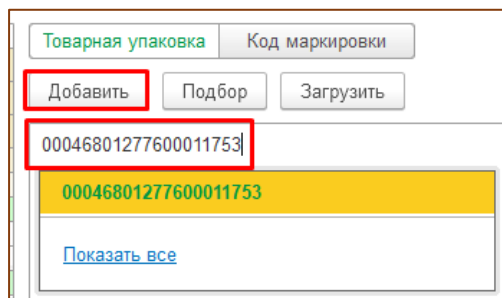 Товарная упаковка Код маркировки
Добавить Подбор Загрузить
00046801277600011753
00046801277600011753
Показать все